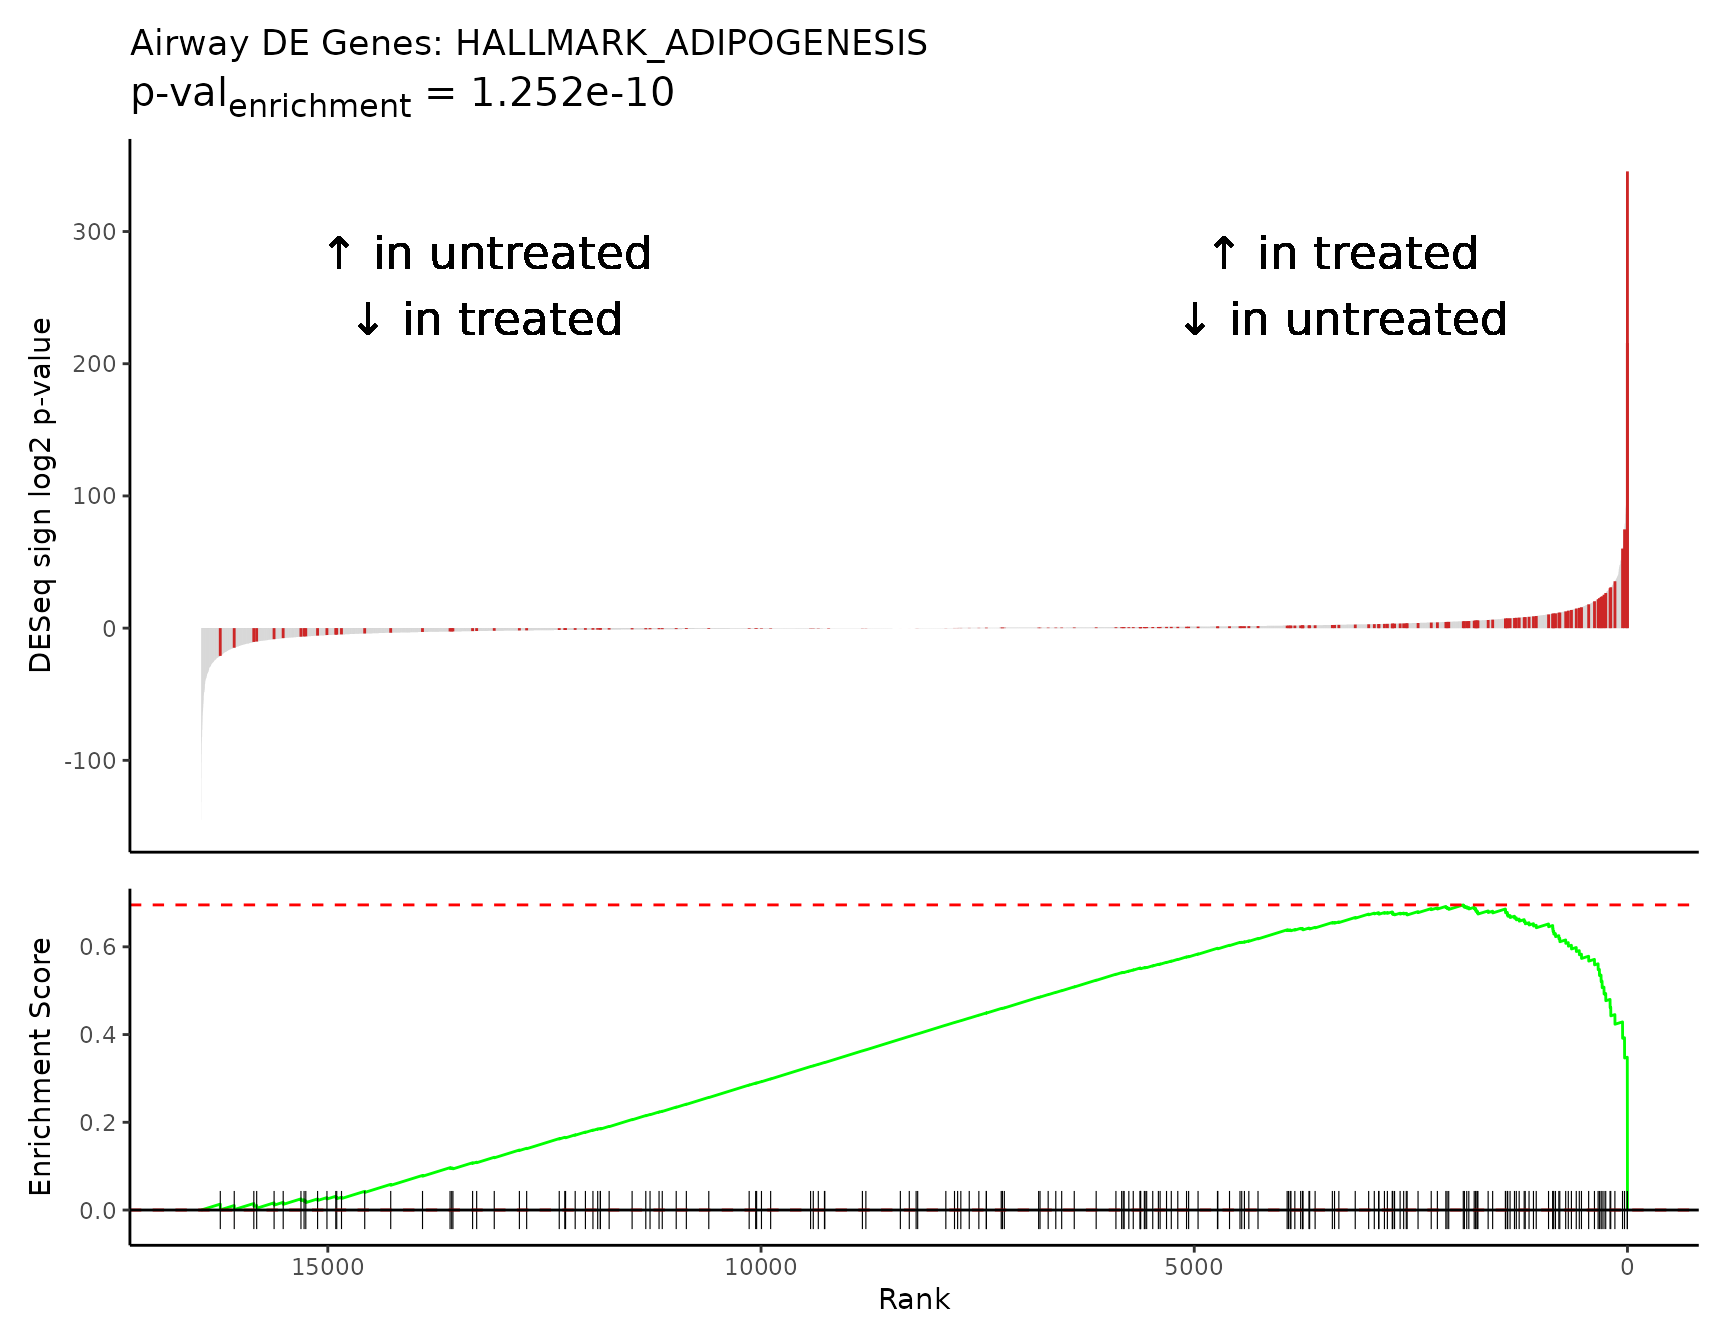 Airway DE Genes: HALLMARK_ADIPOGENESIS
p-val enrichment = 1.252e-10
DESeq sign log2 p-value
300
200
100
0
-100
↑ in untreated
↓ in treated
↑ in treated
↓ in untreated
Enrichment Score
0.6
0.4
0.2
0.0
15000
10000
5000
0
Rank